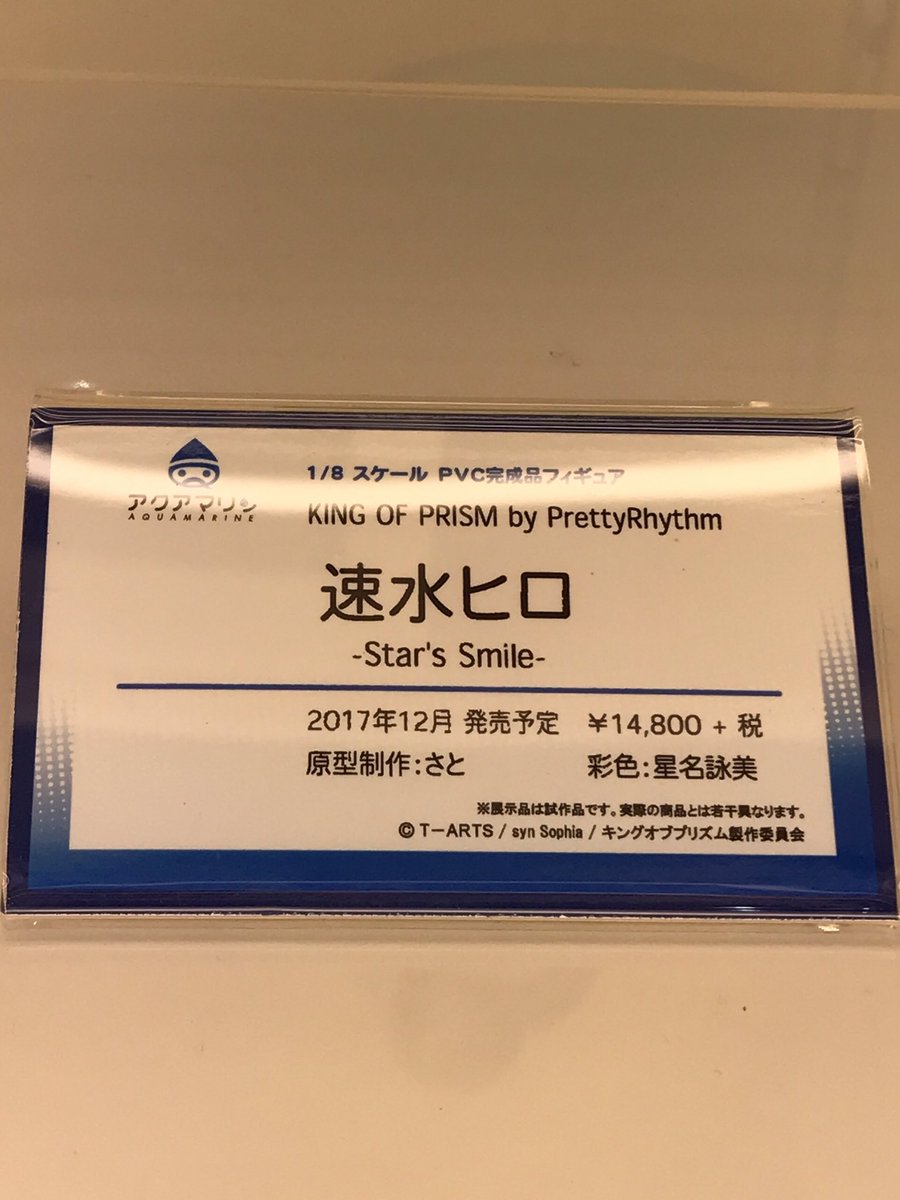 アクアマリン
AQUAMARINE
1/8 スケール PVC完成品フィギュア
KING OF PRISM by PrettyRhythm
速水ヒロ
-Star's Smile-
2017年12月 発売予定 ￥14,800 + 税
原型制作:さと 彩色:星名詠美
※展示品は試作品です。実際の商品とは若干異なります。
© T-ARTS / syn Sophia / キングオブプリズム製作委員会